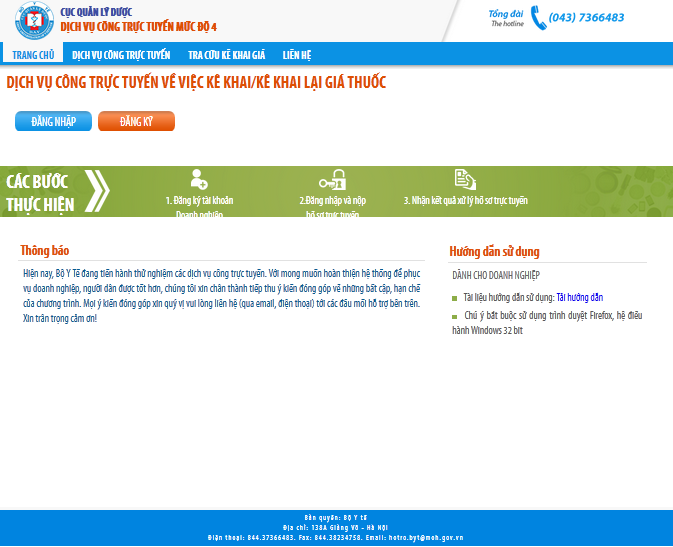 CỤC QUẢN LÝ DƯỢC
DỊCH VỤ CÔNG TRỰC TUYẾN MỨC ĐỘ 4
Tổng đài
The hotline
(043) 7366483
TRANG CHỦ DỊCH VỤ CÔNG TRỰC TUYẾN TRA CỨU KÊ KHAI GIÁ LIÊN HỆ
DỊCH VỤ CÔNG TRỰC TUYẾN VỀ VIỆC KÊ KHAI/KÊ KHAI LẠI GIÁ THUỐC
ĐĂNG NHẬP ĐĂNG KÝ
CÁC BƯỚC
THỰC HIỆN
1. Đăng ký tài khoản
Doanh nghiệp
2.Đăng nhập và nộp
hồ sơ trực tuyến
3. Nhận kết quả xử lý hồ sơ trực tuyến
Thông báo
Hiện nay, Bộ Y Tế đang tiến hành thử nghiệm các dịch vụ công trực tuyến. Với mong muốn hoàn thiện hệ thống để phục
vụ doanh nghiệp, người dân được tốt hơn, chúng tôi xin chân thành tiếp thu ý kiến đóng góp về những bất cập, hạn chế
của chương trình. Mọi ý kiến đóng góp xin quý vị vui lòng liên hệ (qua email, điện thoại) tới các đầu mối hỗ trợ bên trên.
Xin trân trọng cảm ơn!
Hướng dẫn sử dụng
DÀNH CHO DOANH NGHIỆP
Tài liệu hướng dẫn sử dụng: Tải hướng dẫn
Chú ý bắt buộc sử dụng trình duyệt Firefox, hệ điều
hành Windows 32 bit
Bản quyền: Bộ Y tế
Địa chỉ: 138A Giảng Võ - Hà Nội
Điện thoại: 844.37366483. Fax: 844.38234758. Email: hotro.byt@moh.gov.vn